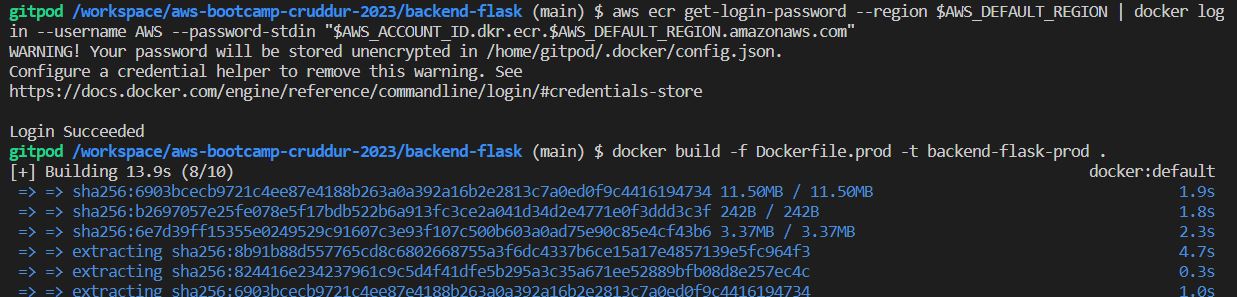 gitpod /workspace/aws-bootcamp-cruddur-2023/backend-flask (main) $ aws ecr get-login-password --region $AWS_DEFAULT_REGION | docker log
in --username AWS --password-stdin "$AWS_ACCOUNT_ID.dkr.ecr.$AWS_DEFAULT_REGION.amazonaws.com"
WARNING! Your password will be stored unencrypted in /home/gitpod/.docker/config.json.
Configure a credential helper to remove this warning. See
https://docs.docker.com/engine/reference/commandline/login/#credentials-store

Login Succeeded
gitpod /workspace/aws-bootcamp-cruddur-2023/backend-flask (main) $ docker build -f Dockerfile.prod -t backend-flask-prod .
[+] Building 13.9s (8/10) docker:default
=> => sha256:6903bcecb9721c4ee87e4188b263a0a392a16b2e2813c7a0ed0f9c4416194734 11.50MB / 11.50MB 1.9s
=> => sha256:b2697057e25fe078e5f17bdb522b6a913fc3ce2a041d34d2e4771e0f3ddd3c3f 242B / 242B 1.8s
=> => sha256:6e7d39ff15355e0249529c91607c3e93f107c500b603a0ad75e90c85e4cf43b6 3.37MB / 3.37MB 2.3s
=> => extracting sha256:8b91b88d557765cd8c6802668755a3f6dc4337b6ce15a17e4857139e5fc964f3 4.7s
=> => extracting sha256:824416e234237961c9c5d4f41dfe5b295a3c35a671ee52889bfb08d8e257ec4c 0.3s
=> => extracting sha256:6903bcecb9721c4ee87e4188b263a0a392a16b2e2813c7a0ed0f9c4416194734 1.0s